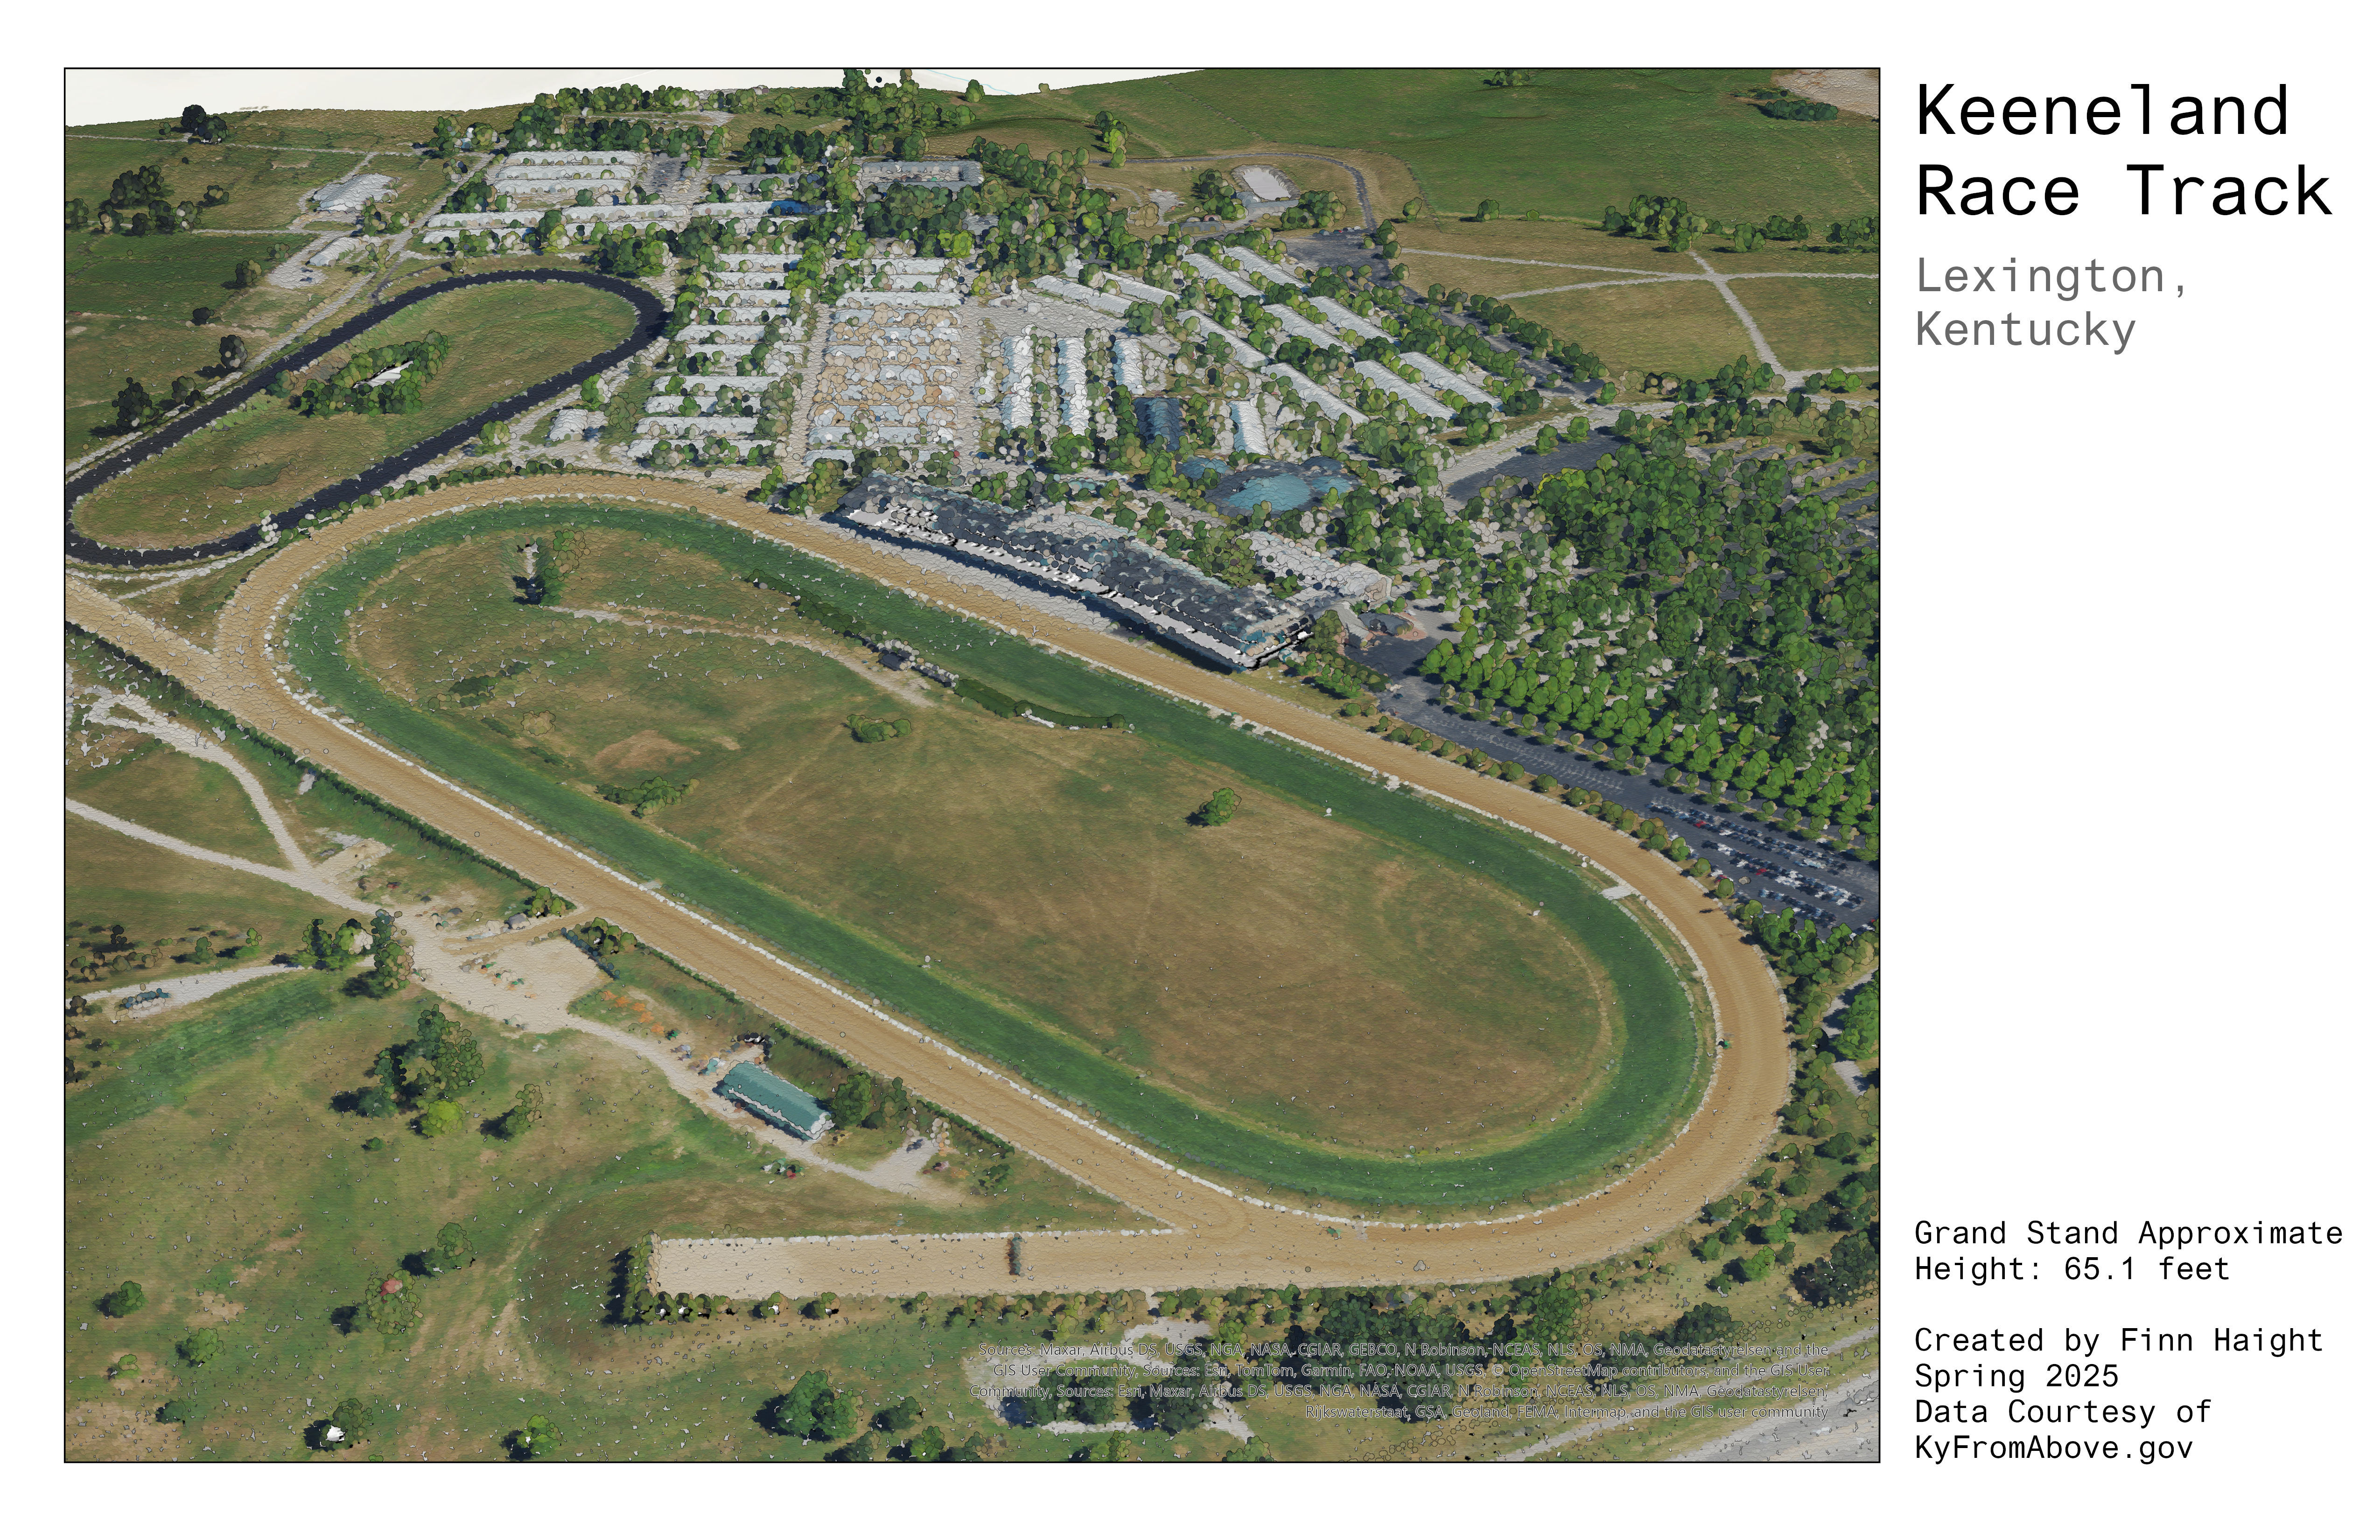 Keeneland
Race Track
Lexington,
Kentucky
Grand Stand Approximate
Height: 65.1 feet
Created by Finn Haight
Spring 2025
Data Courtesy of
KyFromAbove.gov
Sources: Maxar, Airbus DS, USGS, NGA, NASA, CGIAR, GEBCO, N Robinson, NCEAS, NLS, OS, NMA, Geodatastyrelsen and the
GIS User Community, Sources: Esri, TomTom, Garmin, FAO, NOAA, USGS, © OpenStreetMap contributors, and the GIS User
Community, Sources: Esri, Maxar, Airbus DS, USGS, NGA, NASA, CGIAR, N Robinson, NCEAS, NLS, OS, NMA, Geodatastyrelsen,
Rijkswaterstaat, GSA, Geoland, FEMA, Intermap, and the GIS user community